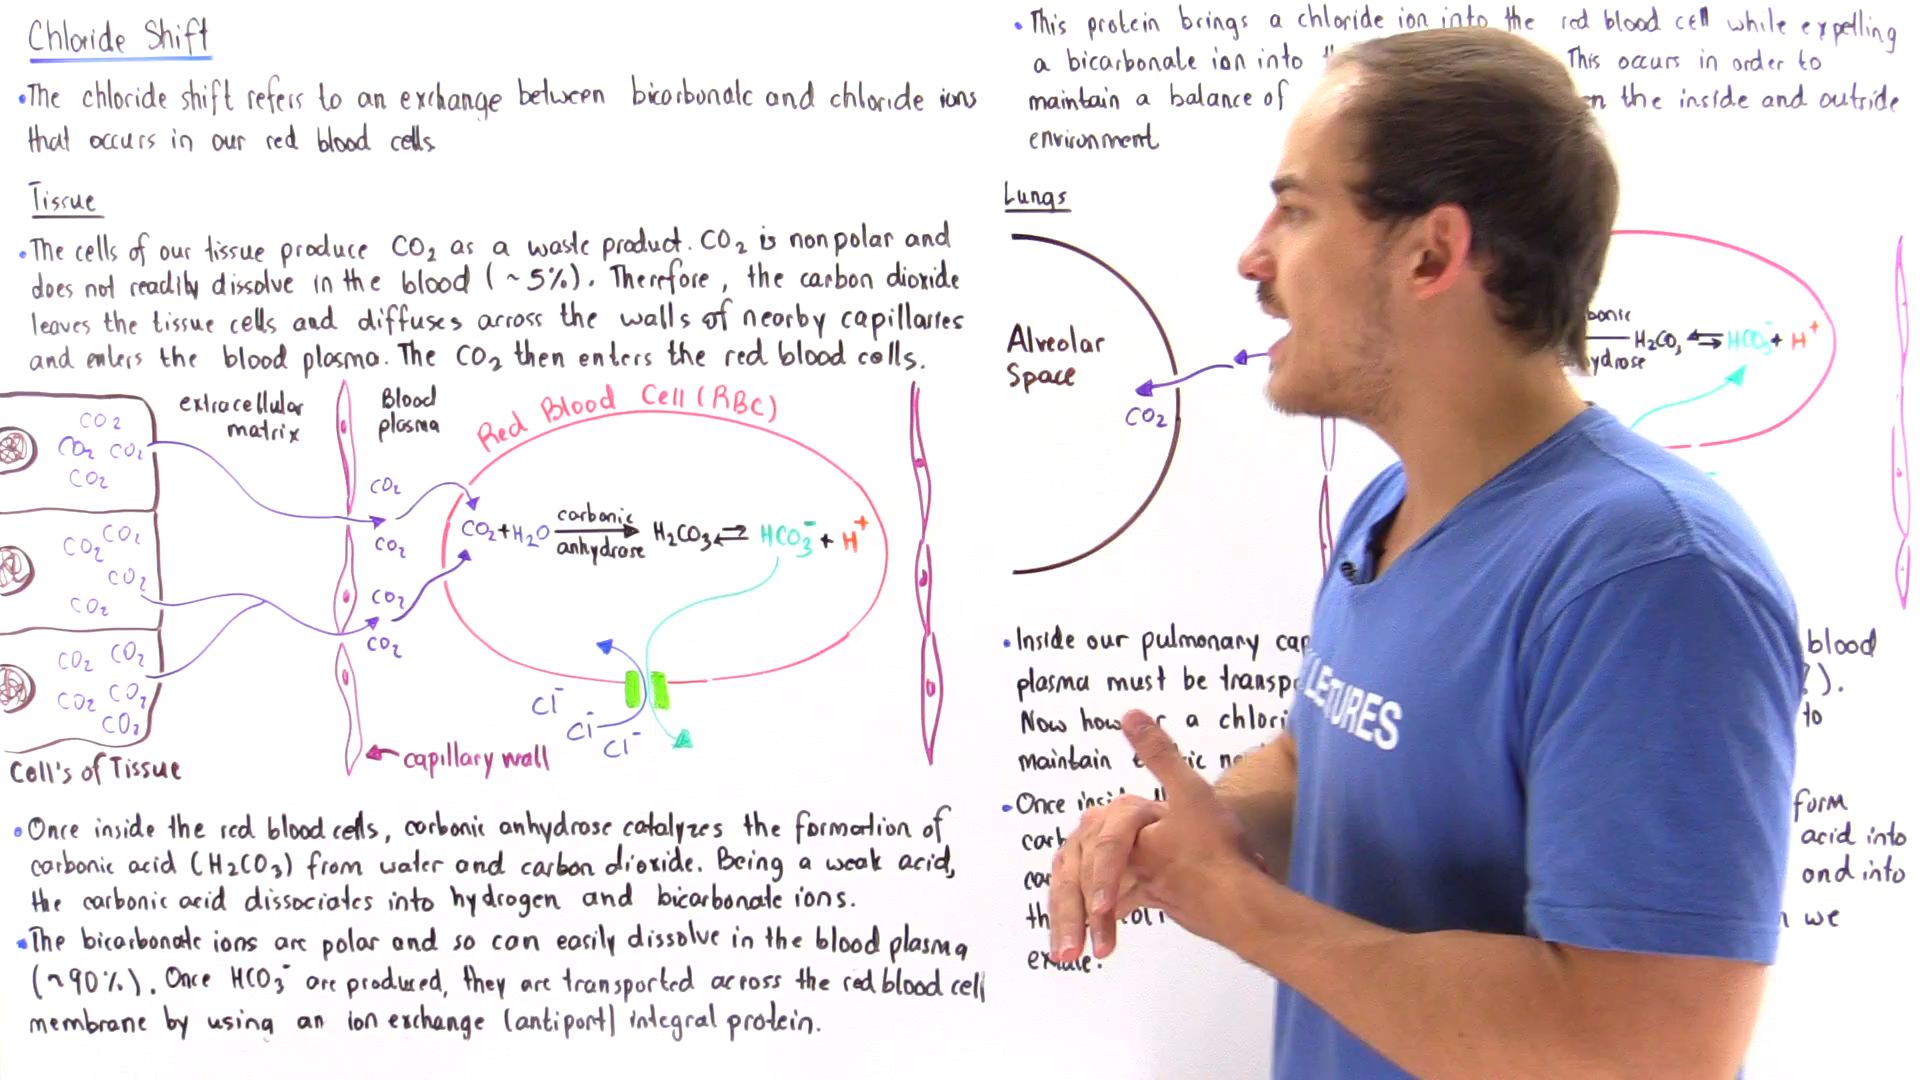 Chloride Shift
•The chloride shift refers to an exchange between bicarbonate and chloride ions
that occurs in our red blood cells
Tissue
•The cells of our tissue produce CO2 as a waste product. CO2 is nonpolar and
does not readily dissolve in the blood (~5%). Therefore, the carbon dioxide
leaves the tissue cells and diffuses across the walls of nearby capillaries
and enters the blood plasma. The CO2 then enters the red blood cells.
extracellular
matrix
Blood
plasma
Red Blood Cell (RBC)
CO2
CO2 CO2
CO2
CO2
CO2
CO2
CO2
CO2
CO2 CO2
CO2 CO2
CO2
CO2
CO2
CO2
CO2
CO2+H2O carbonic anhydrase H2CO3 ⇌ HCO3⁻ + H⁺
Cl⁻
Cl⁻
Cl⁻
capillary wall
Cell's of Tissue
•Once inside the red blood cells, carbonic anhydrase catalyzes the formation of
carbonic acid (H2CO3) from water and carbon dioxide. Being a weak acid,
the carbonic acid dissociates into hydrogen and bicarbonate ions.
•The bicarbonate ions are polar and so can easily dissolve in the blood plasma
(~90%). Once HCO3⁻ are produced, they are transported across the red blood cell
membrane by using an ion exchange (antiport) integral protein.
•This protein brings a chloride ion into the red blood cell while expelling
a bicarbonate ion into This occurs in order to
maintain a balance of the inside and outside
environment
Lungs
Alveolar
Space
CO2
H2CO3 ⇌ HCO3⁻ + H⁺
•Inside our pulmonary blood
plasma must be
Now a to
maintain
•Once form
acid into
and into
we
exhale.
LETURES